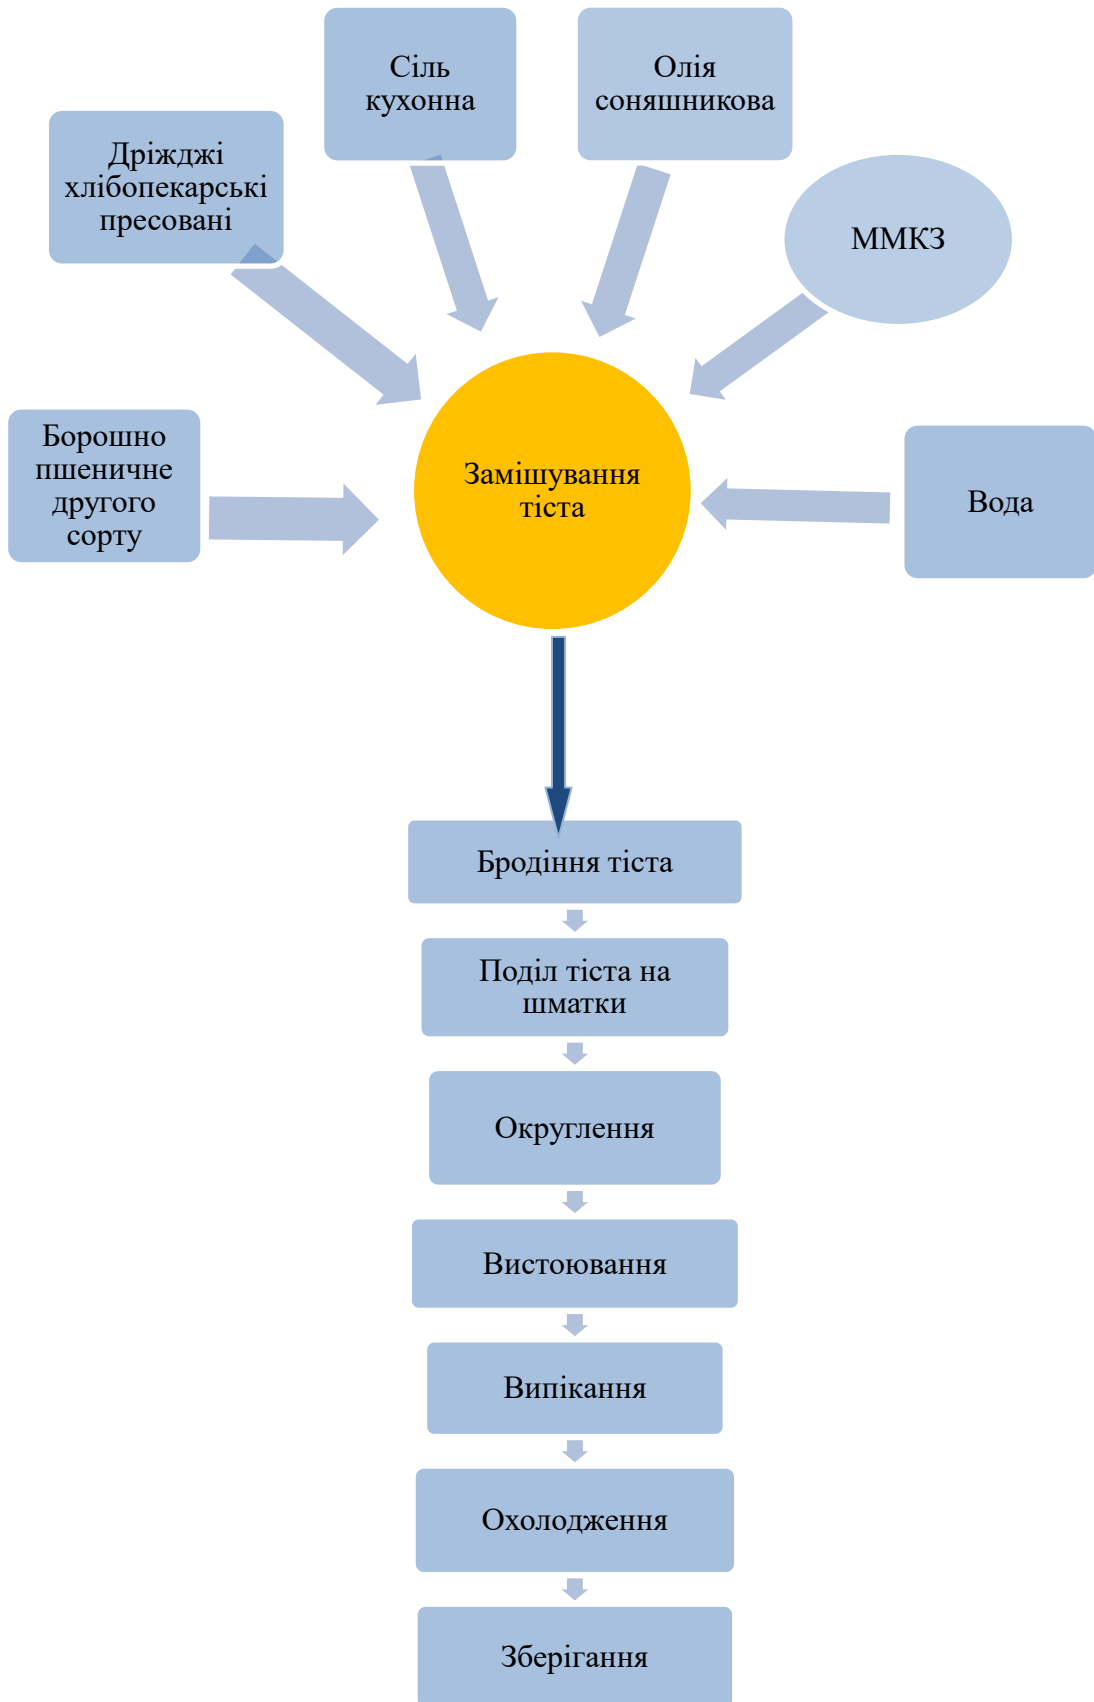 Сіль
кухонна
Олія
соняшникова
Дріжджі
хлібопекарські
пресовані
ММКЗ
Борошно
пшеничне
другого
сорту
Замішування
тіста
Вода
Бродіння тіста
Поділ тіста на
шматки
Округлення
Вистоювання
Випікання
Охолодження
Зберігання